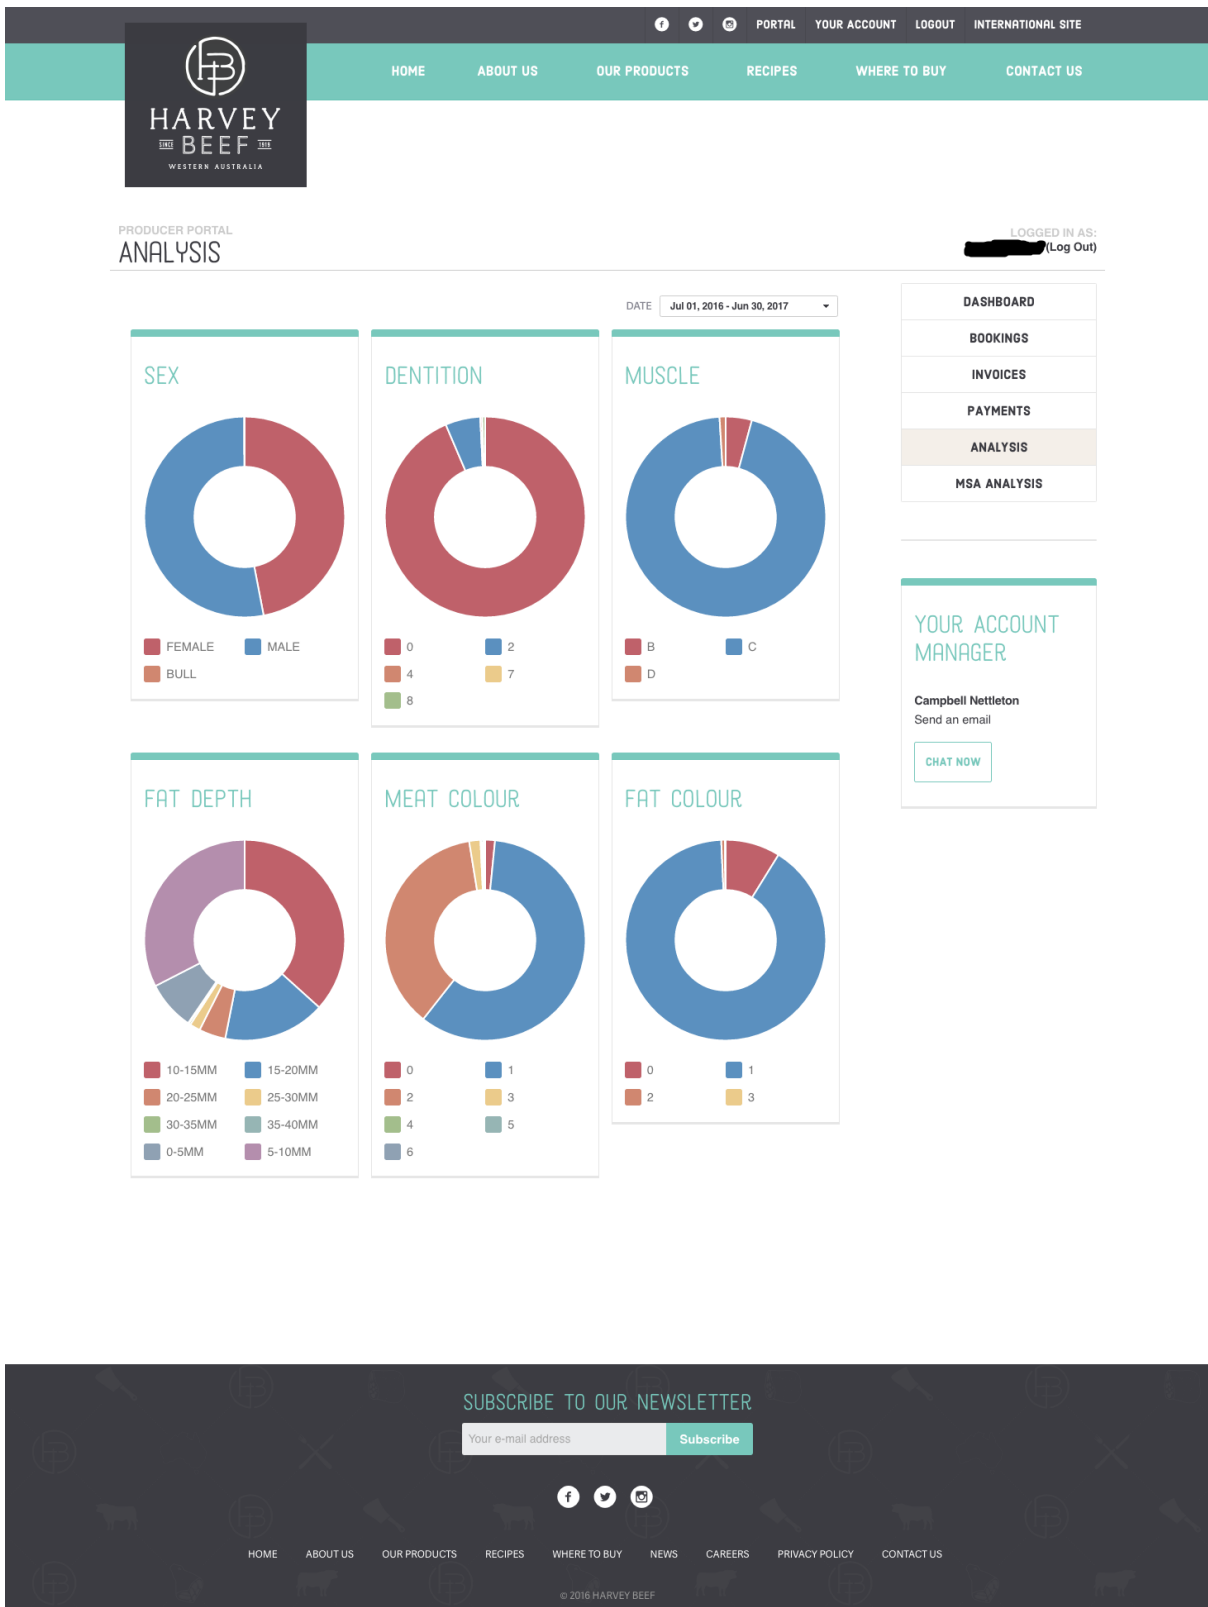 PORTAL YOUR ACCOUNT LOGOUT INTERNATIONAL SITE
HOME ABOUT US OUR PRODUCTS RECIPES WHERE TO BUY CONTACT US
HB
HARVEY
SINCE BEEF 1919
WESTERN AUSTRALIA
PRODUCER PORTAL
ANALYSIS
LOGGED IN AS:
(Log Out)
DATE Jul 01, 2016 - Jun 30, 2017
DASHBOARD
BOOKINGS
INVOICES
PAYMENTS
ANALYSIS
MSA ANALYSIS
SEX
FEMALE MALE
BULL
DENTITION
0 2
4 7
8
MUSCLE
B C
D
YOUR ACCOUNT
MANAGER
Campbell Nettleton
Send an email
CHAT NOW
FAT DEPTH
10-15MM 15-20MM
20-25MM 25-30MM
30-35MM 35-40MM
0-5MM 5-10MM
MEAT COLOUR
0 1
2 3
4 5
6
FAT COLOUR
0 1
2 3
SUBSCRIBE TO OUR NEWSLETTER
Your e-mail address Subscribe
HOME ABOUT US OUR PRODUCTS RECIPES WHERE TO BUY NEWS CAREERS PRIVACY POLICY CONTACT US
© 2016 HARVEY BEEF